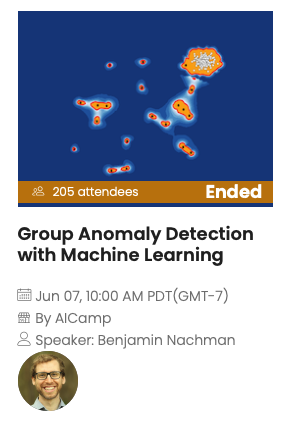 205 attendees
Ended
Group Anomaly Detection
with Machine Learning
Jun 07, 10:00 AM PDT(GMT-7)
By AICamp
Speaker: Benjamin Nachman